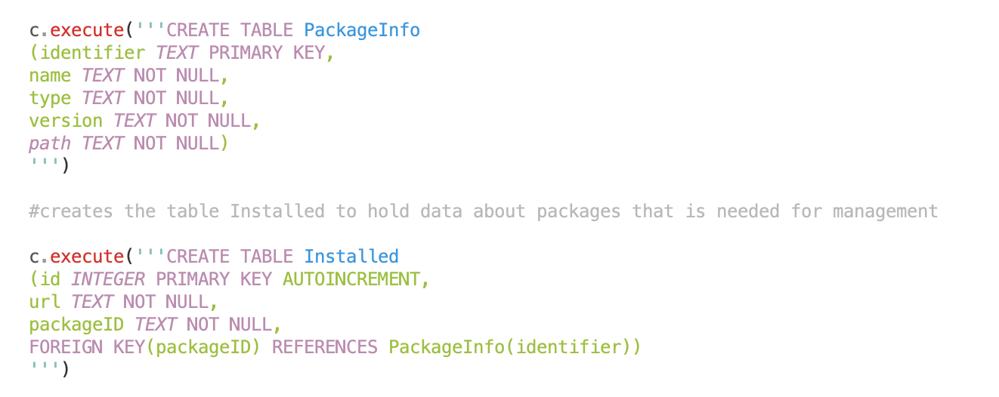 c.execute('''CREATE TABLE PackageInfo
(identifier TEXT PRIMARY KEY,
name TEXT NOT NULL,
type TEXT NOT NULL,
version TEXT NOT NULL,
path TEXT NOT NULL)
''')
#creates the table Installed to hold data about packages that is needed for management
c.execute('''CREATE TABLE Installed
(id INTEGER PRIMARY KEY AUTOINCREMENT,
url TEXT NOT NULL,
packageID TEXT NOT NULL,
FOREIGN KEY(packageID) REFERENCES PackageInfo(identifier))
''')